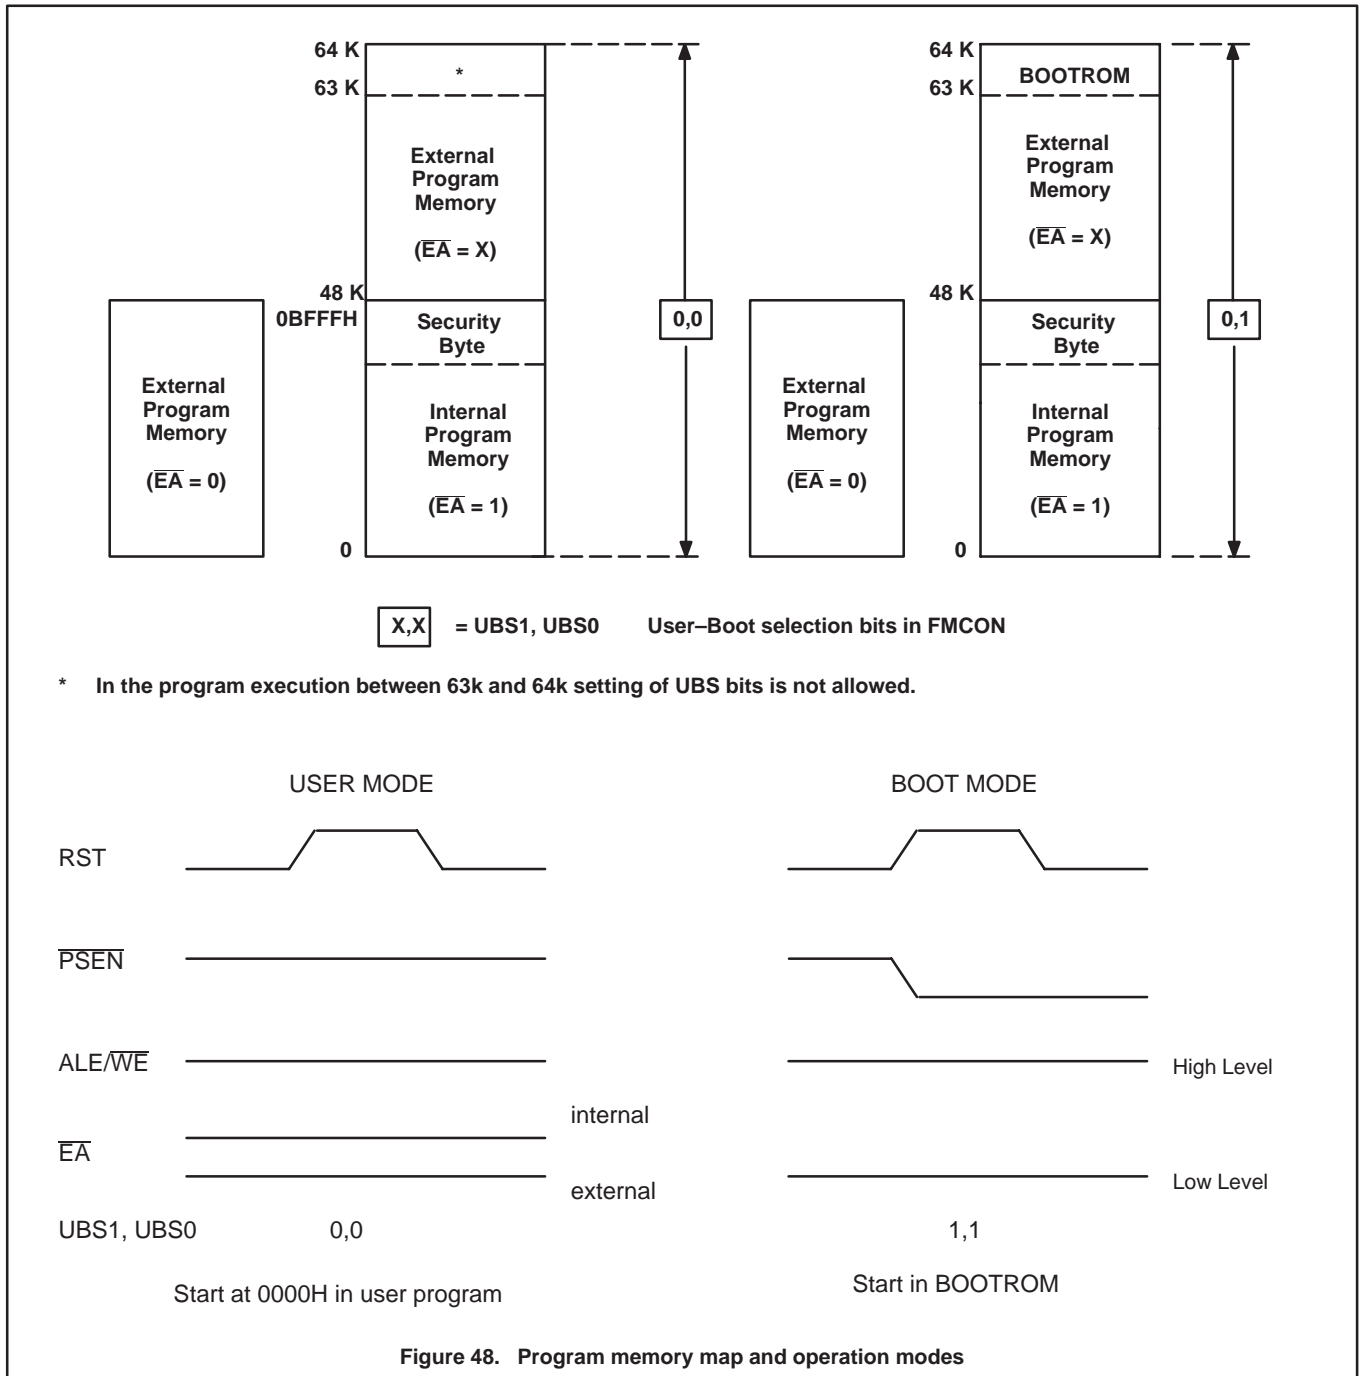 64 K
*
63 K
External
Program
Memory
(EA = X)
48 K
0BFFFH
Security
Byte
0,0
External
Program
Memory
(EA = 0)
Internal
Program
Memory
(EA = 1)
0
64 K
BOOTROM
63 K
External
Program
Memory
(EA = X)
48 K
Security
Byte
0,1
External
Program
Memory
(EA = 0)
Internal
Program
Memory
(EA = 1)
0
X,X = UBS1, UBS0 User–Boot selection bits in FMCON
* In the program execution between 63k and 64k setting of UBS bits is not allowed.
USER MODE BOOT MODE
RST
PSEN
ALE/WE High Level
internal
EA
external Low Level
UBS1, UBS0 0,0 1,1
Start at 0000H in user program Start in BOOTROM
Figure 48. Program memory map and operation modes